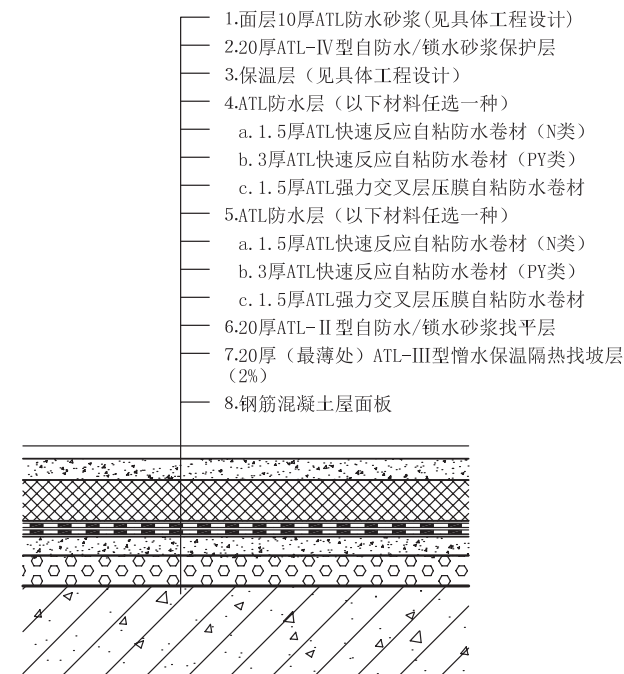 1.面层10厚ATL防水砂浆(见具体工程设计)
2.20厚ATL-Ⅳ型自防水/锁水砂浆保护层
3.保温层（见具体工程设计）
4.ATL防水层（以下材料任选一种）
a.1.5厚ATL快速反应自粘防水卷材（N类）
b.3厚ATL快速反应自粘防水卷材（PY类）
c.1.5厚ATL强力交叉层压膜自粘防水卷材
5.ATL防水层（以下材料任选一种）
a.1.5厚ATL快速反应自粘防水卷材（N类）
b.3厚ATL快速反应自粘防水卷材（PY类）
c.1.5厚ATL强力交叉层压膜自粘防水卷材
6.20厚ATL-Ⅱ型自防水/锁水砂浆找平层
7.20厚（最薄处）ATL-Ⅲ型憎水保温隔热找坡层
（2%）
8.钢筋混凝土屋面板